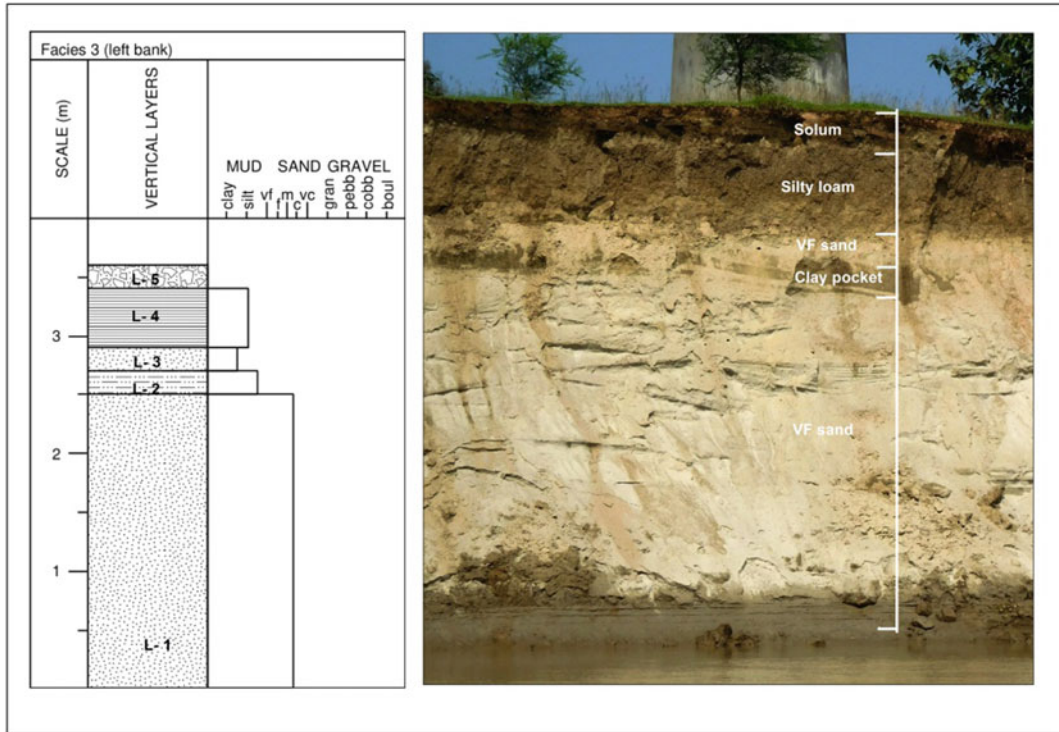 Facies 3 (left bank)
SCALE (m)
VERTICAL LAYERS
MUD SAND GRAVEL
clay silt vf f m c vc gran pebb cobb boul
L- 5
L- 4
3
L- 3
L- 2
2
1
L- 1
Solum
Silty loam
VF sand
Clay pocket
VF sand